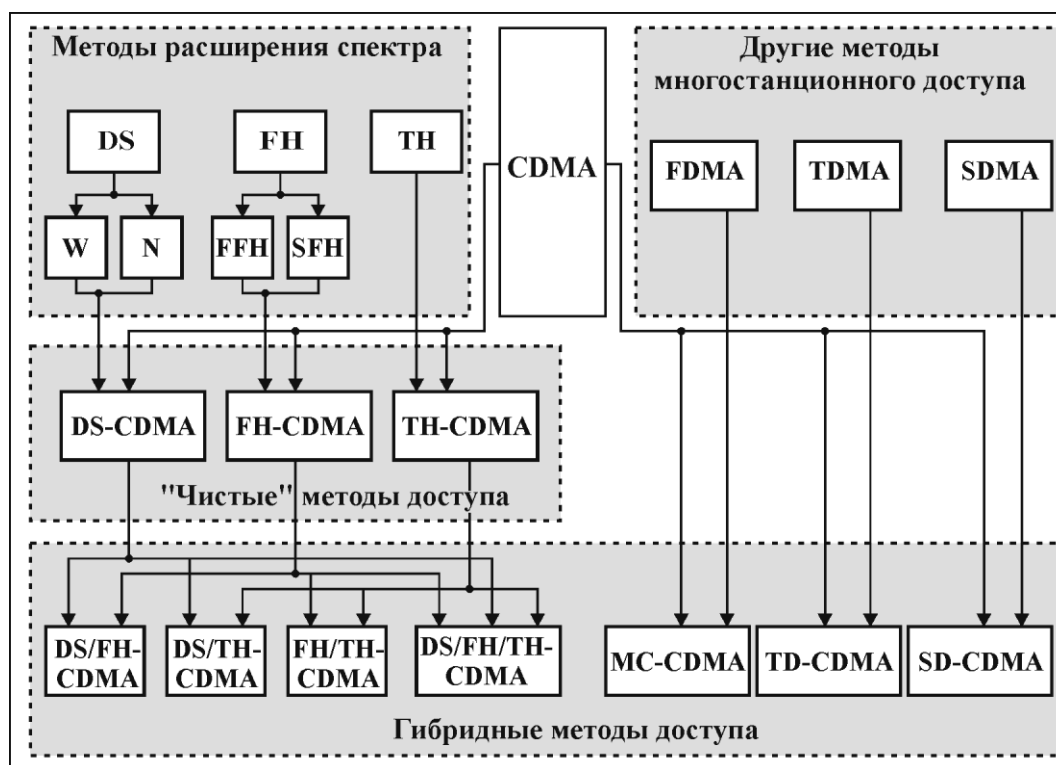 Методы расширения спектра
DS
FH
TH
W
N
FFH
SFH
CDMA
Другие методы
многостанционного доступа
FDMA
TDMA
SDMA
DS-CDMA
FH-CDMA
TH-CDMA
"Чистые" методы доступа
DS/FH-
CDMA
DS/TH-
CDMA
FH/TH-
CDMA
DS/FH/TH-
CDMA
MC-CDMA
TD-CDMA
SD-CDMA
Гибридные методы доступа